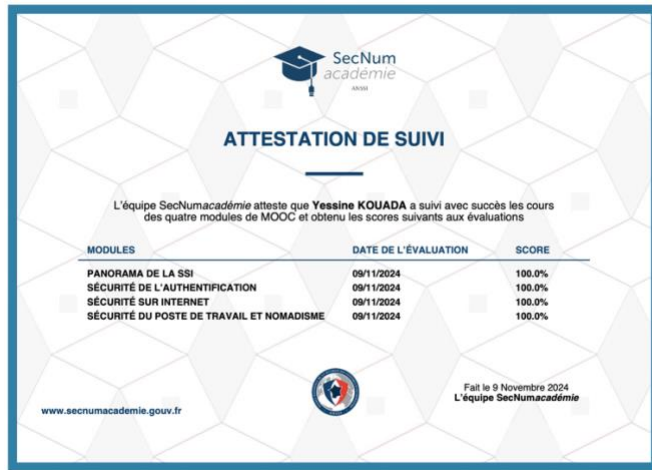 SecNum
académie
ANSSI
ATTESTATION DE SUIVI
L'équipe SecNumacadémie atteste que Yessine KOUADA a suivi avec succès les cours
des quatre modules de MOOC et obtenu les scores suivants aux évaluations
MODULES DATE DE L'ÉVALUATION SCORE
PANORAMA DE LA SSI 09/11/2024 100.0%
SÉCURITÉ DE L'AUTHENTIFICATION 09/11/2024 100.0%
SÉCURITÉ SUR INTERNET 09/11/2024 100.0%
SÉCURITÉ DU POSTE DE TRAVAIL ET NOMADISME 09/11/2024 100.0%
Fait le 9 Novembre 2024
L'équipe SecNumacadémie
www.secnumacademie.gouv.fr